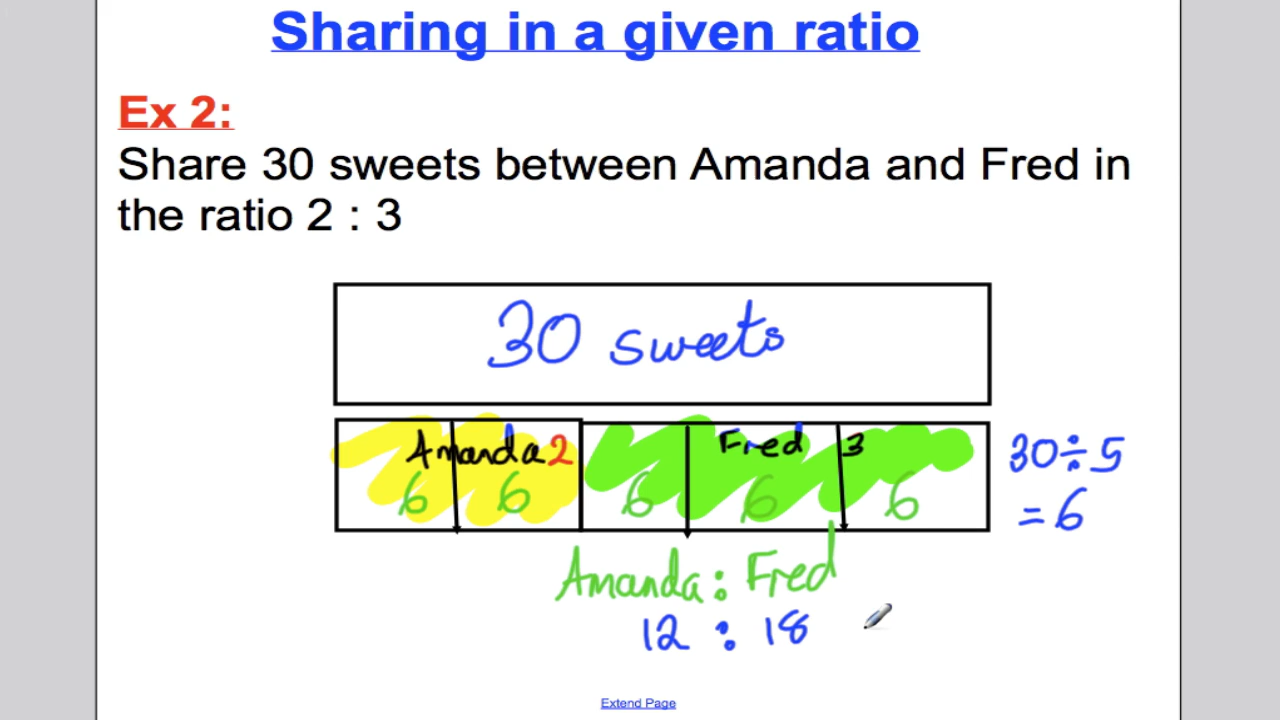 Sharing in a given ratio
Ex 2:
Share 30 sweets between Amanda and Fred in
the ratio 2 : 3
30 sweets
Amanda 2 Fred 3
6 6 6 6 6
30÷5
= 6
Amanda : Fred
12 : 18
Extend Page